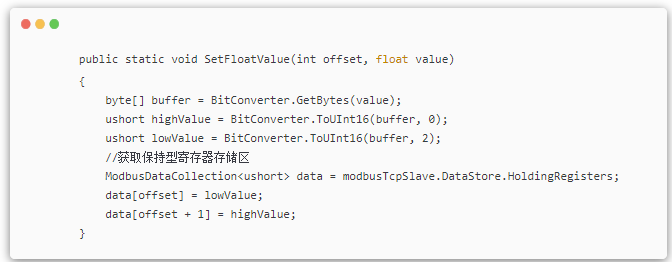 public static void SetFloatValue(int offset, float value)
{
byte[] buffer = BitConverter.GetBytes(value);
ushort highValue = BitConverter.ToUInt16(buffer, 0);
ushort lowValue = BitConverter.ToUInt16(buffer, 2);
//获取保持型寄存器存储区
ModbusDataCollection<ushort> data = modbusTcpSlave.DataStore.HoldingRegisters;
data[offset] = lowValue;
data[offset + 1] = highValue;
}